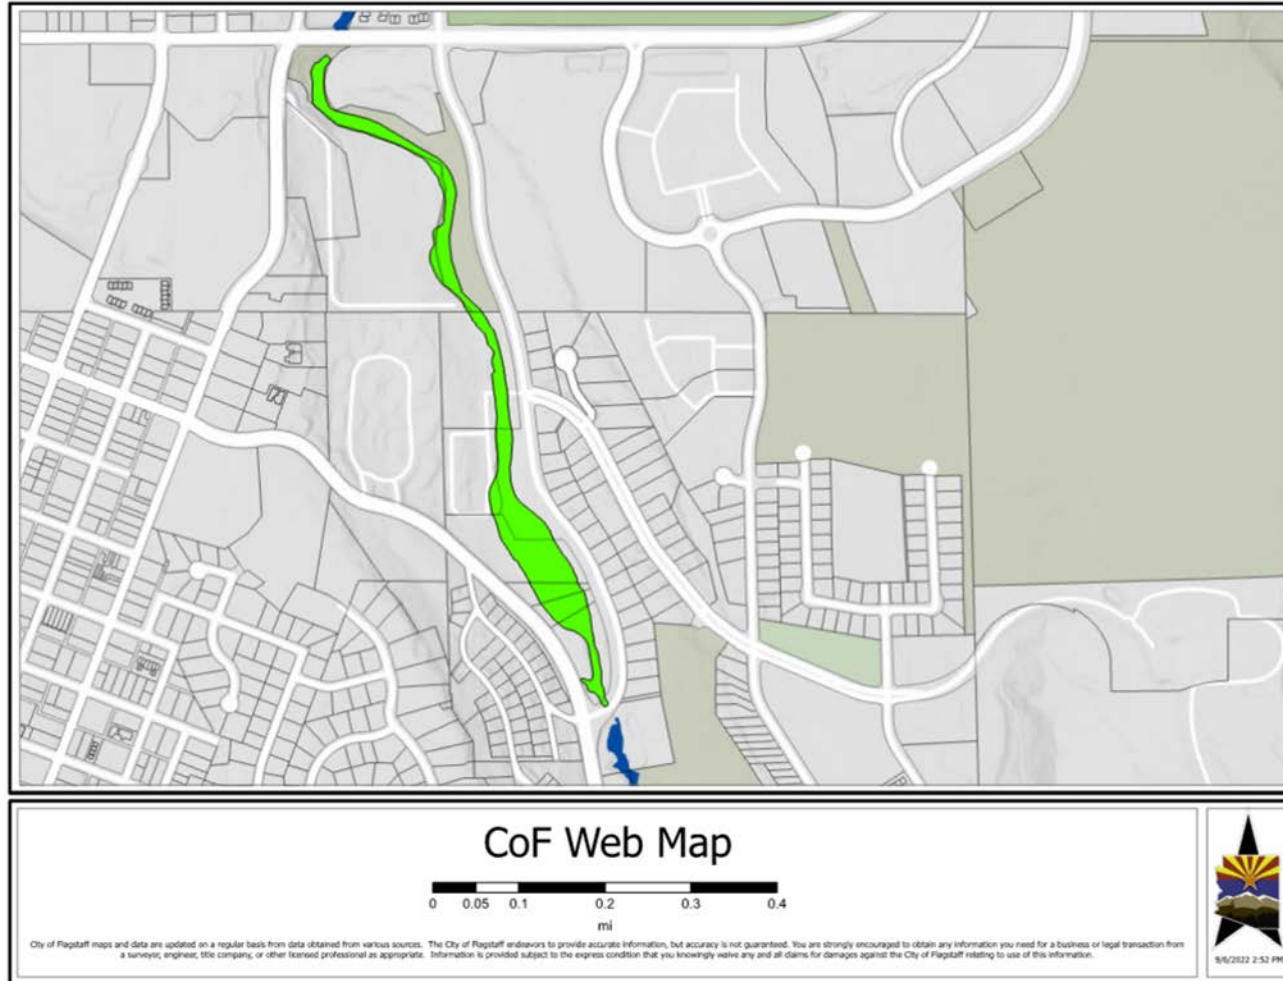 CoF Web Map
0 0.05 0.1 0.2 0.3 0.4
mi
City of Flagstaff maps and data are updated on a regular basis from data obtained from various sources. The City of Flagstaff endeavors to provide accurate information, but accuracy is not guaranteed. You are strongly encouraged to obtain any information you need for a business or legal transaction from
a surveyor, engineer, title company, or other licensed professional as appropriate. Information is provided subject to the express condition that you knowingly waive any and all claims for damages against the City of Flagstaff relating to use of this information.
9/6/2022 2:52 PM